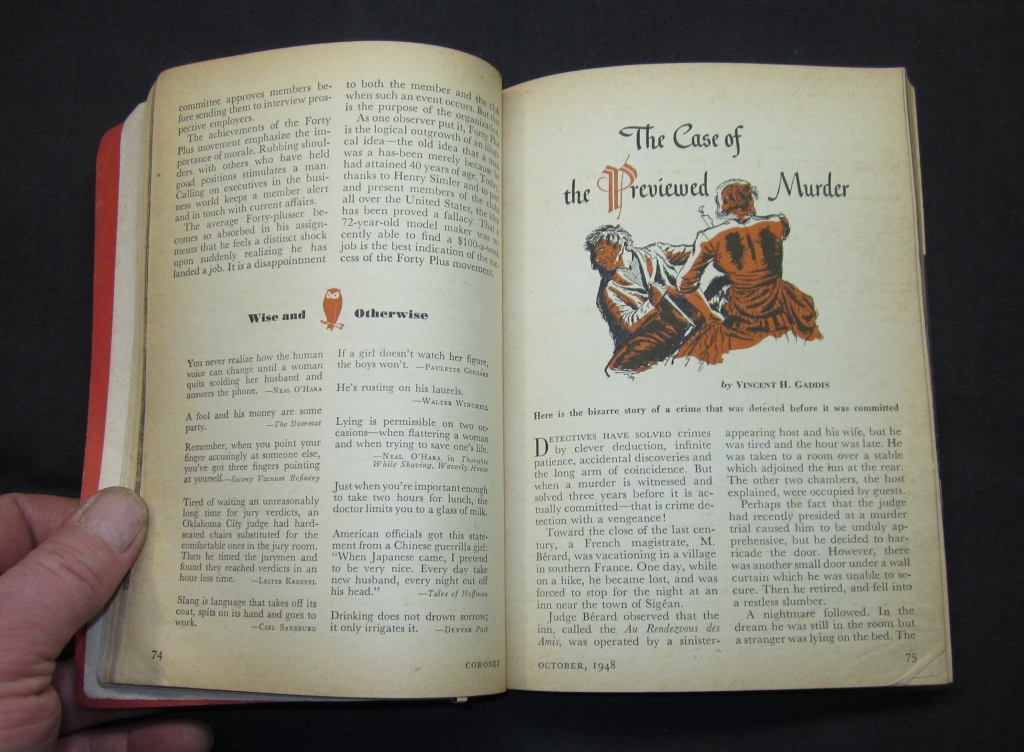 committee approves members be-
fore sending them to interview pros-
pective employers.
The achievements of the Forty
Plus movement emphasize the im-
portance of morale. Rubbing shoul-
ders with others who have held
good positions stimulates a man.
Calling on executives in the busi-
ness world keeps a member alert
and in touch with current affairs.
The average Forty-plusser be-
comes so absorbed in his assign-
ments that he feels a distinct shock
upon suddenly realizing he has
landed a job. It is a disappointment
to both the member and the club
when such an event occurs. But that
is the purpose of the organization.
As one observer put it, Forty Plus
is the logical outgrowth of an illogi-
cal idea—the old idea that a man
was a has-been merely because he
had attained 40 years of age. Today,
thanks to Henry Simler and to past
and present members of the clubs
all over the United States, the idea
has been proved a fallacy. That a
72-year-old model maker was re-
cently able to find a $100-a-week
job is the best indication of the suc-
cess of the Forty Plus movement.
Wise and Otherwise
You never realize how the human
voice can change until a woman
quits scolding her husband and
answers the phone. —NEAL O'HARA
A fool and his money are some
party. —The Doormat
Remember, when you point your
finger accusingly at someone else,
you've got three fingers pointing
at yourself.—Socony Vacuum Refinery
Tired of waiting an unreasonably
long time for jury verdicts, an
Oklahoma City judge had hard-
seated chairs substituted for the
comfortable ones in the jury room.
Then he timed the jurymen and
found they reached verdicts in an
hour less time. —LESTER KROEPEL
Slang is language that takes off its
coat, spits on its hand and goes to
work. —CARL SANDBURG
If a girl doesn't watch her figure,
the boys won't. —PAULETTE GODDARD
He's rusting on his laurels.
—WALTER WINCHELL
Lying is permissible on two oc-
casions—when flattering a woman
and when trying to save one's life.
—NEAL O'HARA in Thoughts
While Shaving, Waverly House
Just when you're important enough
to take two hours for lunch, the
doctor limits you to a glass of milk.
American officials got this state-
ment from a Chinese guerrilla girl:
"When Japanese came, I pretend
to be very nice. Every day take
new husband, every night cut off
his head." —Tales of Hoffman
Drinking does not drown sorrow;
it only irrigates it. —DENVER Post
74
CORONET
The Case of
the Previewed Murder
by VINCENT H. GADDIS
Here is the bizarre story of a crime that was detected before it was committed
DETECTIVES HAVE SOLVED crimes
by clever deduction, infinite
patience, accidental discoveries and
the long arm of coincidence. But
when a murder is witnessed and
solved three years before it is ac-
tually committed—that is crime de-
tection with a vengeance!
Toward the close of the last cen-
tury, a French magistrate, M.
Bérard, was vacationing in a village
in southern France. One day, while
on a hike, he became lost, and was
forced to stop for the night at an
inn near the town of Sigéan.
Judge Bérard observed that the
inn, called the Au Rendezvous des
Amis, was operated by a sinister-
appearing host and his wife, but he
was tired and the hour was late. He
was taken to a room over a stable
which adjoined the inn at the rear.
The other two chambers, the host
explained, were occupied by guests.
Perhaps the fact that the judge
had recently presided at a murder
trial caused him to be unduly ap-
prehensive, but he decided to bar-
ricade the door. However, there
was another small door under a wall
curtain which he was unable to se-
cure. Then he retired, and fell into
a restless slumber.
A nightmare followed. In the
dream he was still in the room but
a stranger was lying on the bed. The
OCTOBER, 1948
75